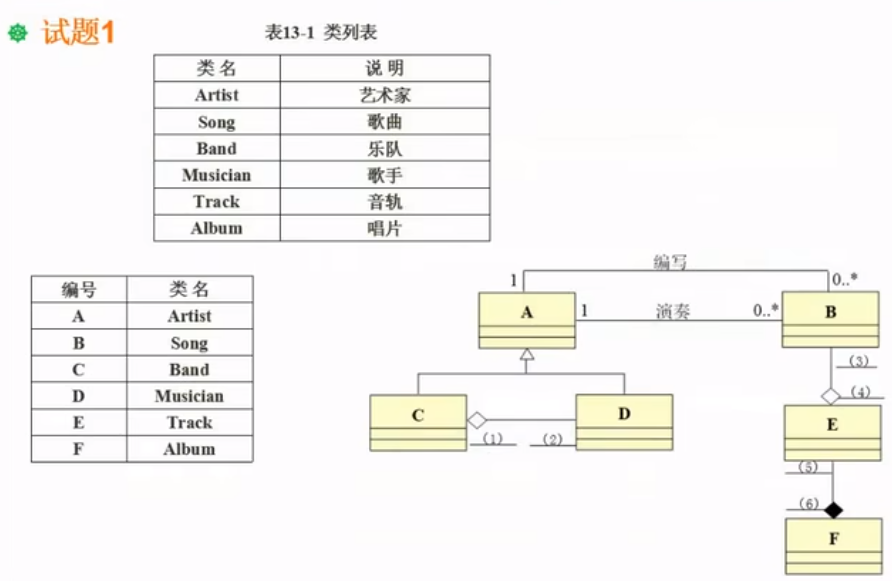 试题1
表13-1 类列表
类名 说明
Artist 艺术家
Song 歌曲
Band 乐队
Musician 歌手
Track 音轨
Album 唱片
编号 类名
A Artist
B Song
C Band
D Musician
E Track
F Album
编写
1 0..*
A 1 演奏 0..* B
(3)
(4)
C D
(1) (2)
E
(5)
(6)
F